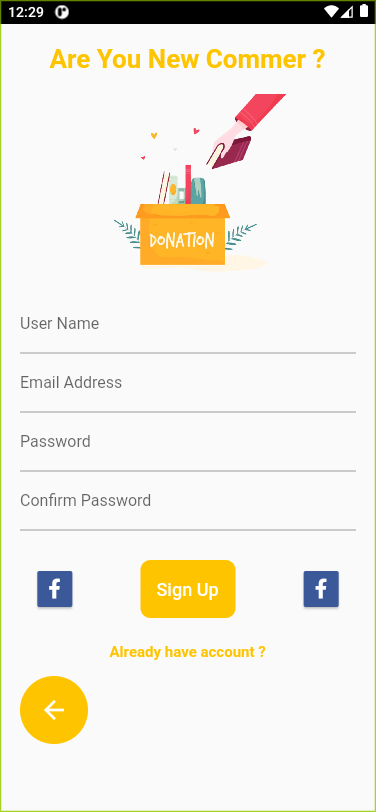 12:29
Are You New Commer ?
DONATION
User Name
Email Address
Password
Confirm Password
Sign Up
Already have account ?